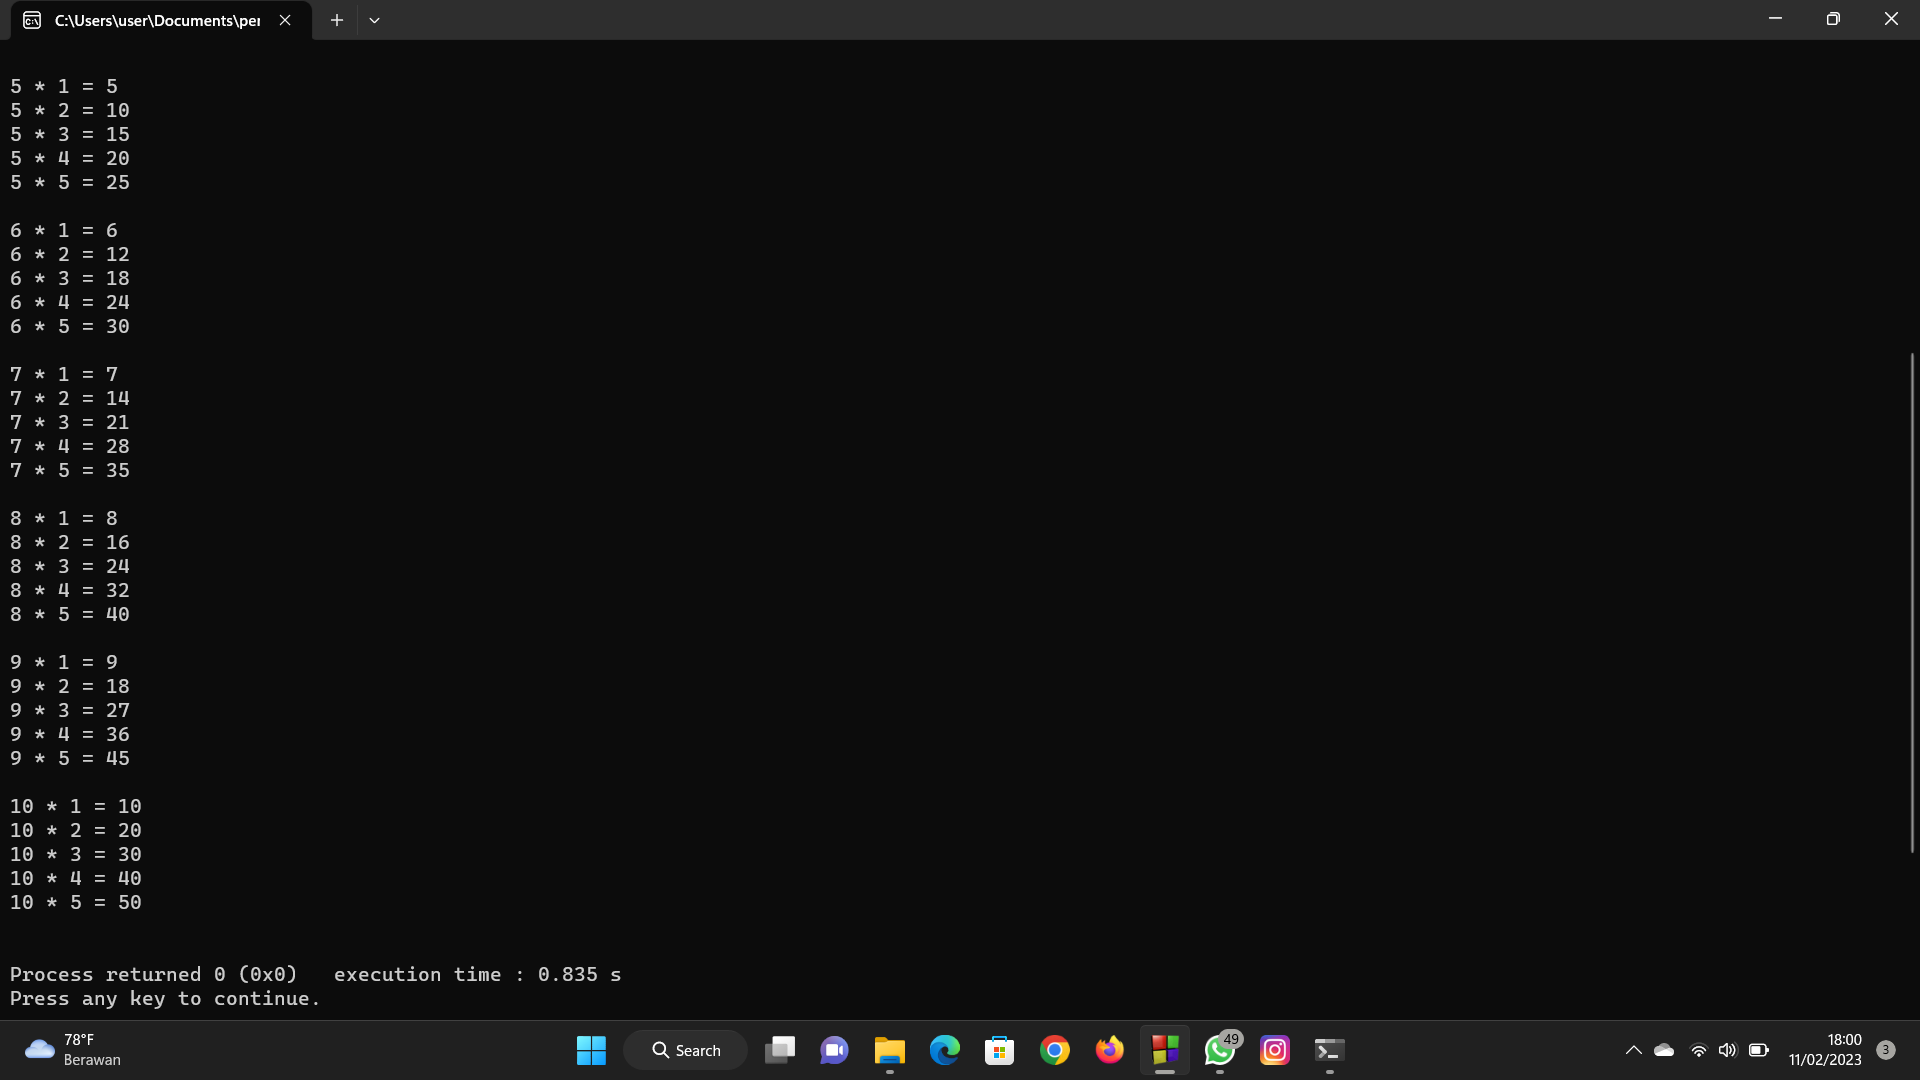 C:\Users\user\Documents\per
5 * 1 = 5
5 * 2 = 10
5 * 3 = 15
5 * 4 = 20
5 * 5 = 25
6 * 1 = 6
6 * 2 = 12
6 * 3 = 18
6 * 4 = 24
6 * 5 = 30
7 * 1 = 7
7 * 2 = 14
7 * 3 = 21
7 * 4 = 28
7 * 5 = 35
8 * 1 = 8
8 * 2 = 16
8 * 3 = 24
8 * 4 = 32
8 * 5 = 40
9 * 1 = 9
9 * 2 = 18
9 * 3 = 27
9 * 4 = 36
9 * 5 = 45
10 * 1 = 10
10 * 2 = 20
10 * 3 = 30
10 * 4 = 40
10 * 5 = 50
Process returned 0 (0x0)   execution time : 0.835 s
Press any key to continue.
78°F
Berawan
Search
49
18:00
11/02/2023
3